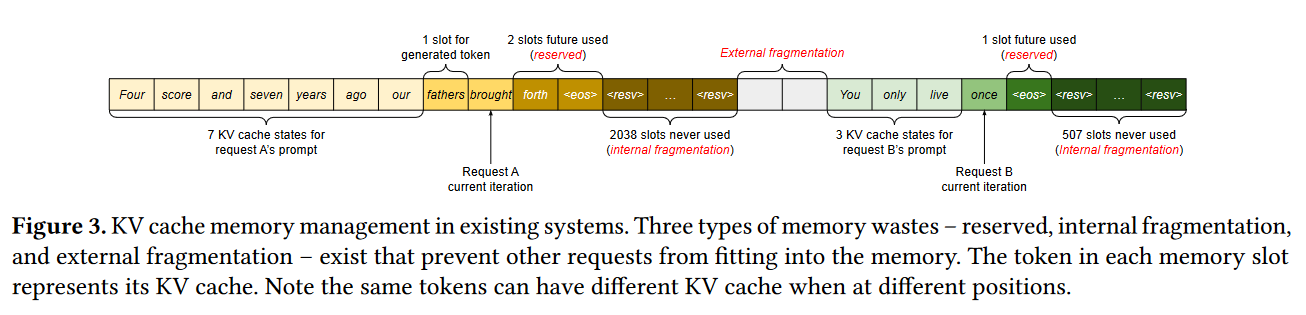 1 slot for
generated token
2 slots future used
(reserved)
External fragmentation
1 slot future used
(reserved)
Four score and seven years ago our fathers brought forth <eos> <resv> ... <resv> You only live once <eos> <resv> ... <resv>
7 KV cache states for
request A's prompt
2038 slots never used
(internal fragmentation)
3 KV cache states for
request B's prompt
507 slots never used
(Internal fragmentation)
Request A
current iteration
Request B
current iteration
Figure 3. KV cache memory management in existing systems. Three types of memory wastes – reserved, internal fragmentation,
and external fragmentation – exist that prevent other requests from fitting into the memory. The token in each memory slot
represents its KV cache. Note the same tokens can have different KV cache when at different positions.